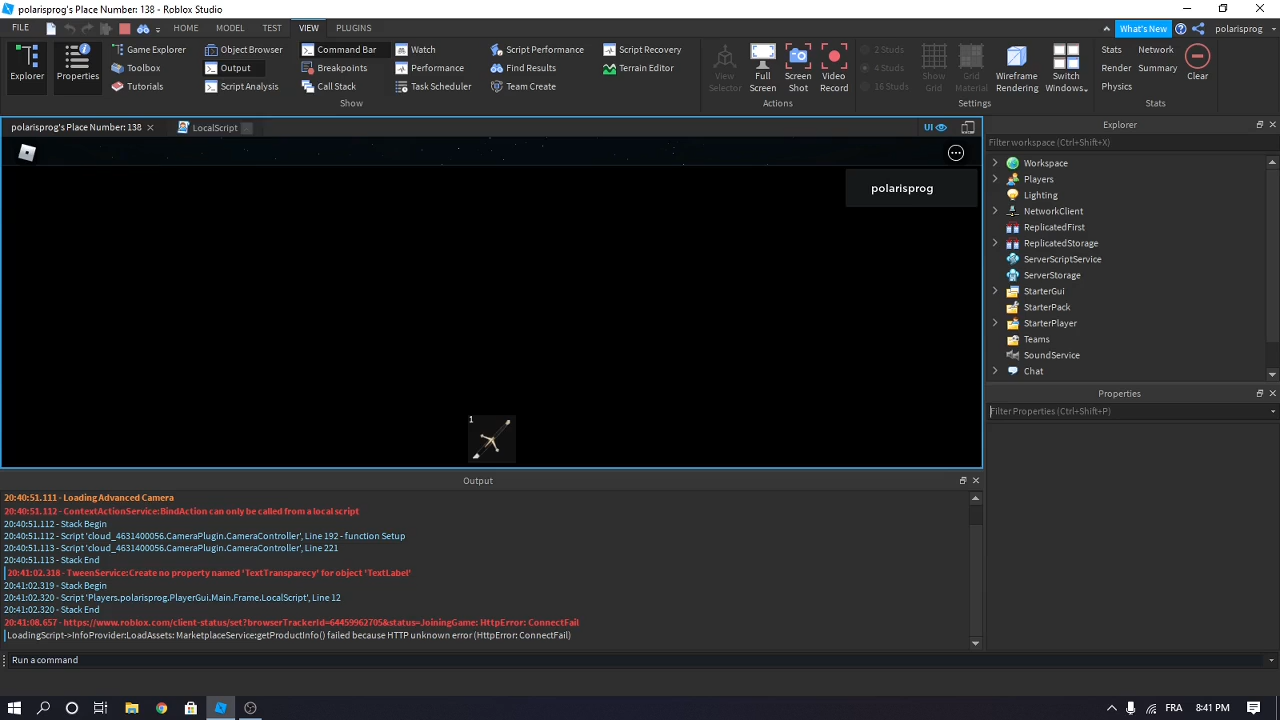 polarisprog's Place Number: 138 - Roblox Studio
FILE HOME MODEL TEST VIEW PLUGINS What's New polarisprog
Explorer
Properties
Game Explorer
Toolbox
Tutorials
Object Browser
Output
Script Analysis
Command Bar
Breakpoints
Call Stack
Watch
Performance
Task Scheduler
Script Performance
Find Results
Team Create
Script Recovery
Terrain Editor
Show
View
Selector
Full
Screen
Screen
Shot
Video
Record
Actions
2 Studs
4 Studs
16 Studs
Show
Grid
Grid
Material
Wireframe
Rendering
Switch
Windows
Settings
Stats
Render
Physics
Network
Summary
Clear
Stats
polarisprog's Place Number: 138
LocalScript
UI
polarisprog
1
Explorer
Filter workspace (Ctrl+Shift+X)
Workspace
Players
Lighting
NetworkClient
ReplicatedFirst
ReplicatedStorage
ServerScriptService
ServerStorage
StarterGui
StarterPack
StarterPlayer
Teams
SoundService
Chat
Properties
Filter Properties (Ctrl+Shift+P)
Output
20:40:51.111 - Loading Advanced Camera
20:40:51.112 - ContextActionService:BindAction can only be called from a local script
20:40:51.112 - Stack Begin
20:40:51.112 - Script 'cloud_4631400056.CameraPlugin.CameraController', Line 192 - function Setup
20:40:51.113 - Script 'cloud_4631400056.CameraPlugin.CameraController', Line 221
20:40:51.113 - Stack End
20:41:02.318 - TweenService:Create no property named 'TextTransparecy' for object 'TextLabel'
20:41:02.319 - Stack Begin
20:41:02.320 - Script 'Players.polarisprog.PlayerGui.Main.Frame.LocalScript', Line 12
20:41:02.320 - Stack End
20:41:08.657 - https://www.roblox.com/client-status/set?browserTrackerId=64459962705&status=JoiningGame: HttpError: ConnectFail
LoadingScript->InfoProvider:LoadAssets: MarketplaceService:getProductInfo() failed because HTTP unknown error (HttpError: ConnectFail)
Run a command
FRA 8:41 PM